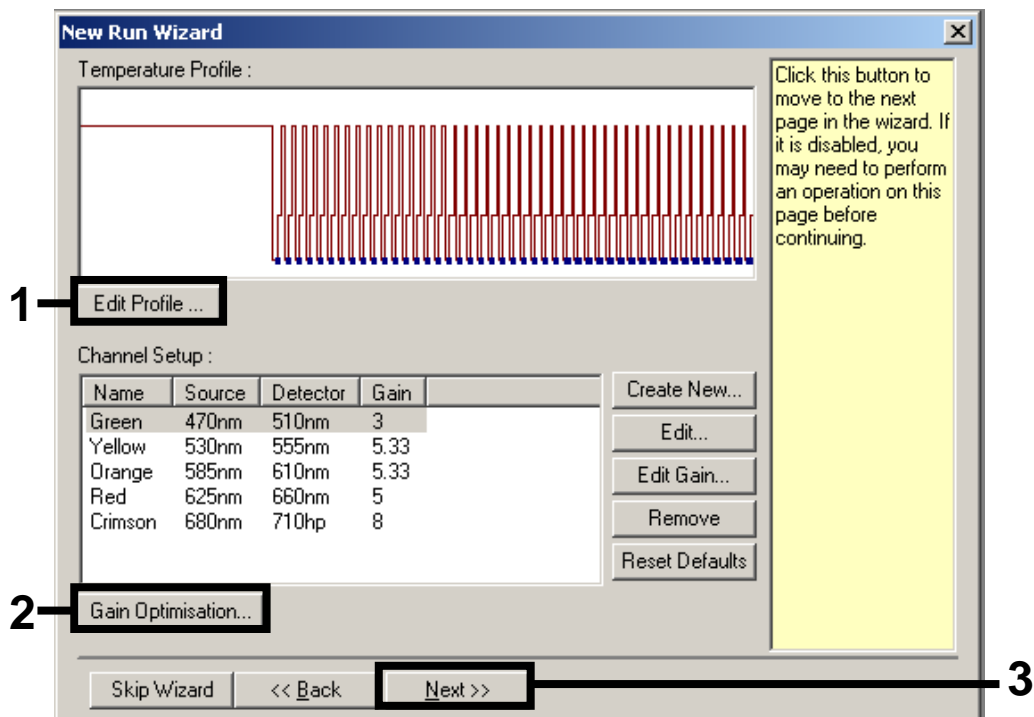 New Run Wizard
Temperature Profile :
Click this button to
move to the next
page in the wizard. If
it is disabled, you
may need to perform
an operation on this
page before
continuing.
1
Edit Profile ...
Channel Setup :
Name Source Detector Gain
Green 470nm 510nm 3
Yellow 530nm 555nm 5.33
Orange 585nm 610nm 5.33
Red 625nm 660nm 5
Crimson 680nm 710hp 8
Create New...
Edit...
Edit Gain...
Remove
Reset Defaults
2
Gain Optimisation...
Skip Wizard
<< Back
Next >>
3